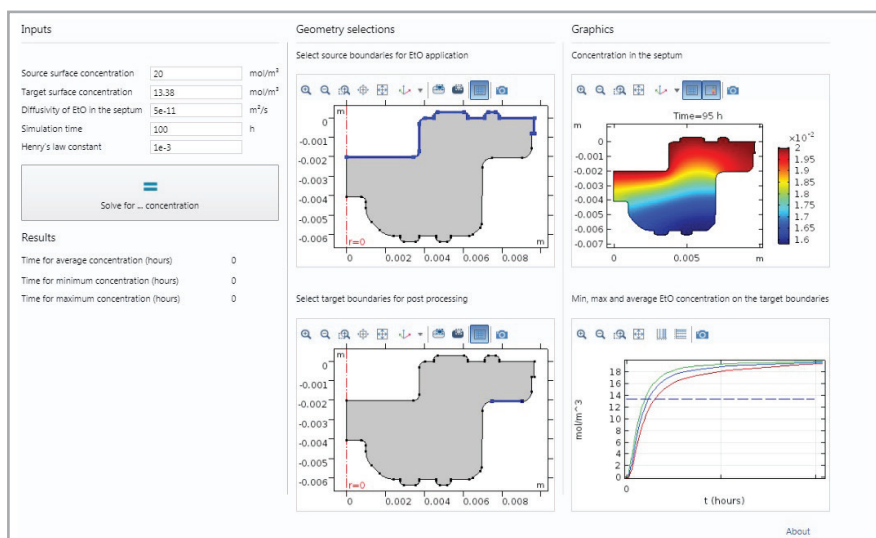 Inputs
Source surface concentration 20 mol/m³
Target surface concentration 13.38 mol/m³
Diffusivity of EtO in the septum 5e-11 m²/s
Simulation time 100 h
Henry's law constant 1e-3
Solve for ... concentration
Results
Time for average concentration (hours) 0
Time for minimum concentration (hours) 0
Time for maximum concentration (hours) 0
Geometry selections
Select source boundaries for EtO application
m
0
-0.001
-0.002
-0.003
-0.004
-0.005
-0.006
r=0
m
0 0.002 0.004 0.006 0.008
Select target boundaries for post processing
m
0
-0.001
-0.002
-0.003
-0.004
-0.005
-0.006
r=0
m
0 0.002 0.004 0.006 0.008
Graphics
Concentration in the septum
Time=95 h
m
0
-0.001
-0.002
-0.003
-0.004
-0.005
-0.006
-0.007
0 0.005 m
×10⁻²
2
1.95
1.9
1.85
1.8
1.75
1.7
1.65
1.6
Min, max and average EtO concentration on the target boundaries
mol/m^3
18
16
14
12
10
8
6
4
2
0
0
t (hours)
About